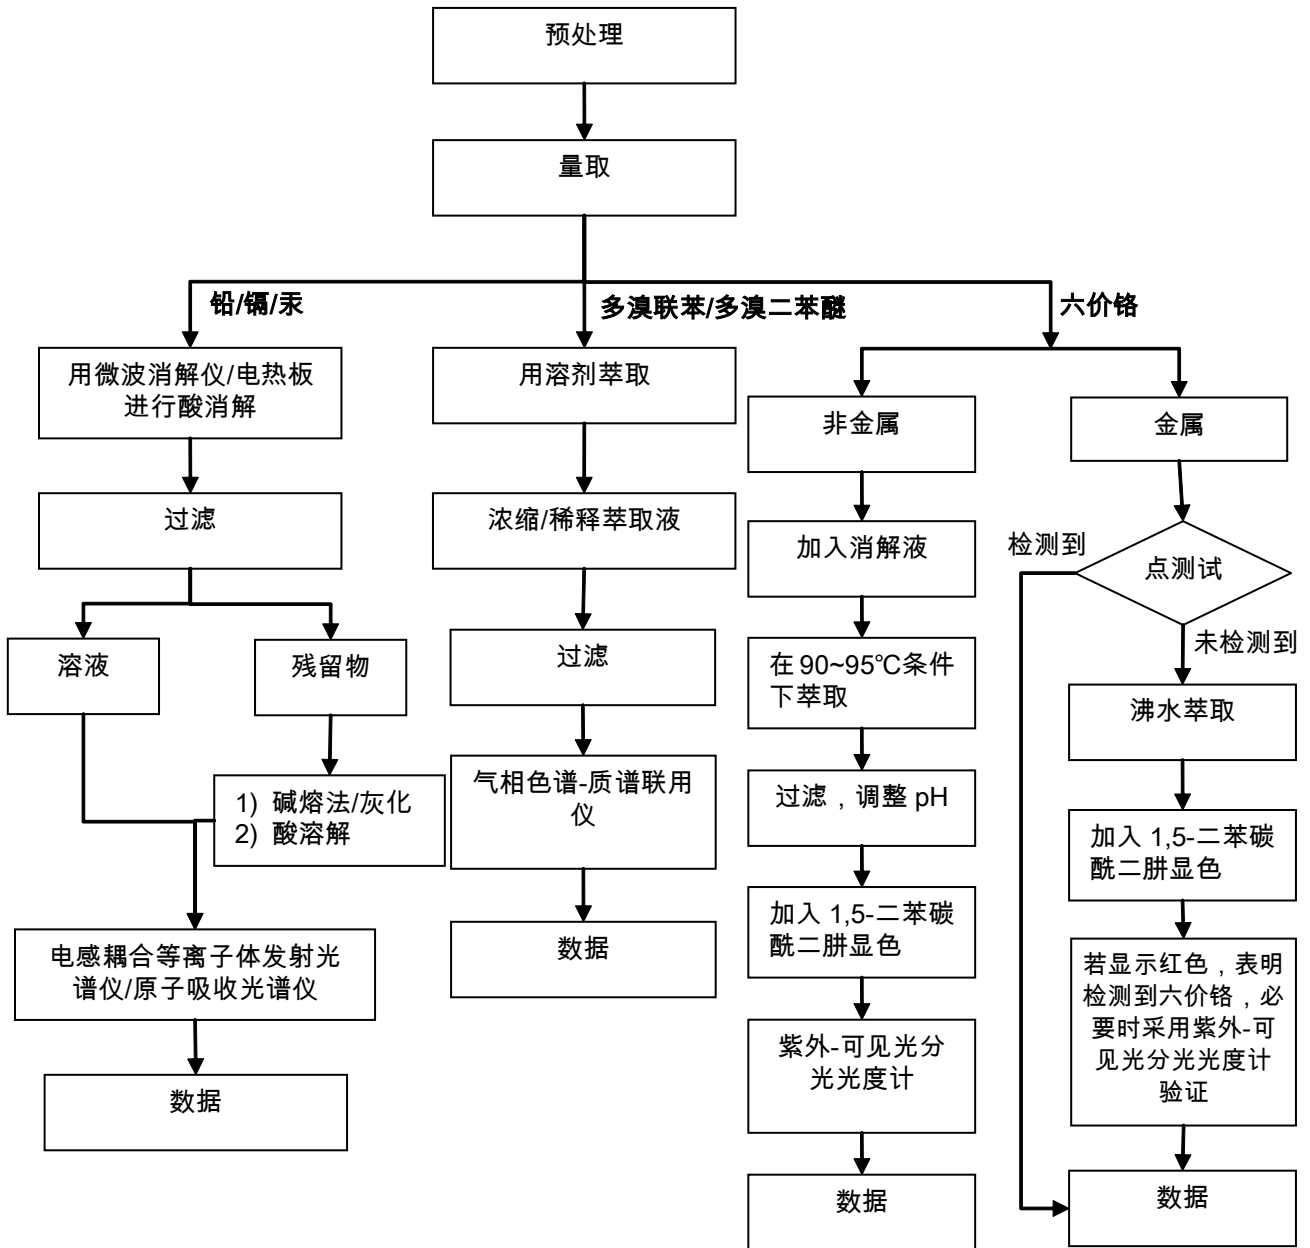 预处理
量取
铅/镉/汞
用微波消解仪/电热板
进行酸消解
过滤
溶液
残留物
1) 碱熔法/灰化
2) 酸溶解
电感耦合等离子体发射光
谱仪/原子吸收光谱仪
数据
多溴联苯/多溴二苯醚
用溶剂萃取
浓缩/稀释萃取液
过滤
气相色谱-质谱联用
仪
数据
六价铬
非金属
加入消解液
在 90~95℃条件
下萃取
过滤，调整 pH
加入 1,5-二苯碳
酰二肼显色
紫外-可见光分
光光度计
数据
金属
点测试
检测到
未检测到
沸水萃取
加入 1,5-二苯碳
酰二肼显色
若显示红色，表明
检测到六价铬，必
要时采用紫外-可
见光分光光度计
验证
数据